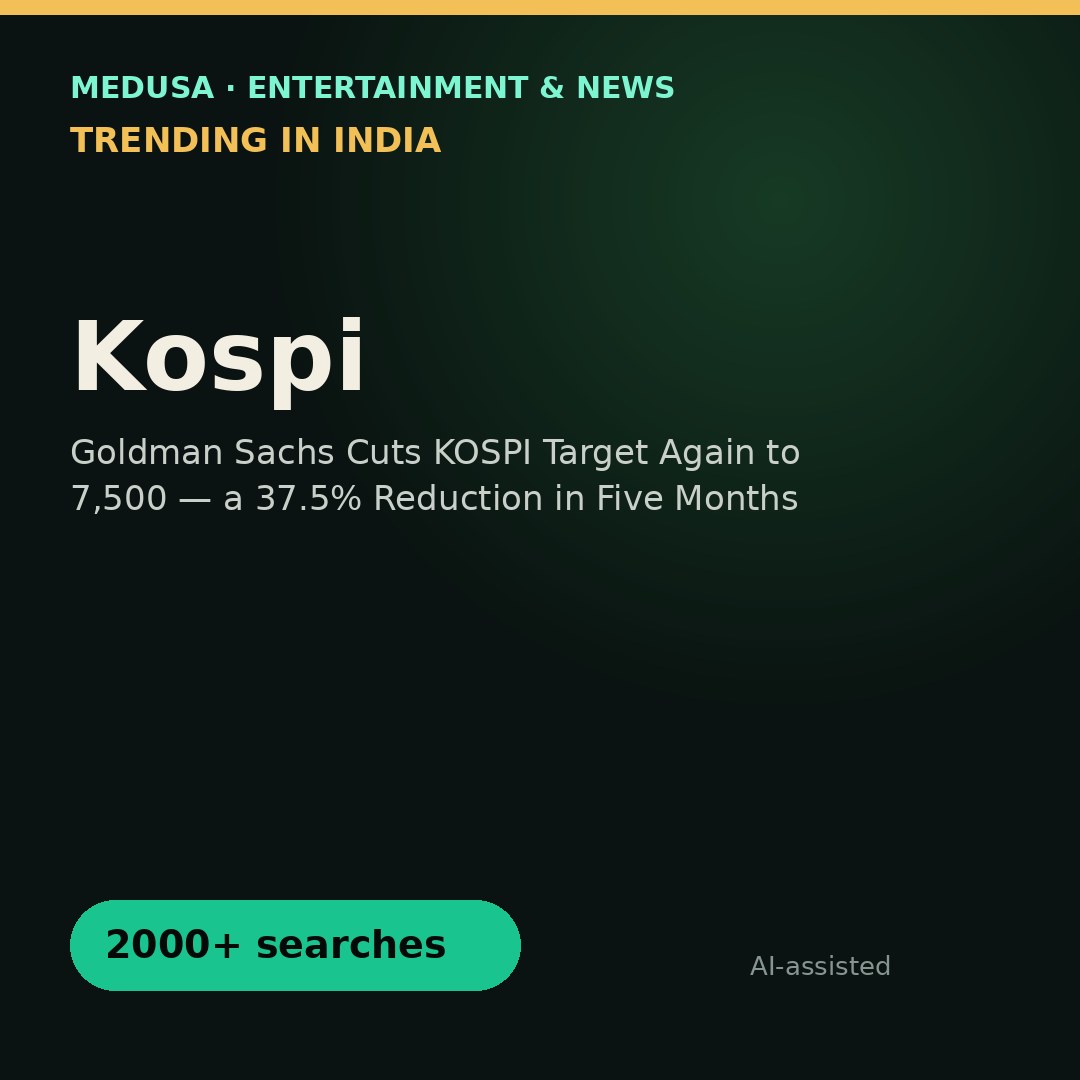 MEDUSA · ENTERTAINMENT & NEWS
TRENDING IN INDIA
Kospi
Goldman Sachs Cuts KOSPI Target Again to
7,500 — a 37.5% Reduction in Five Months
2000+ searches
AI-assisted